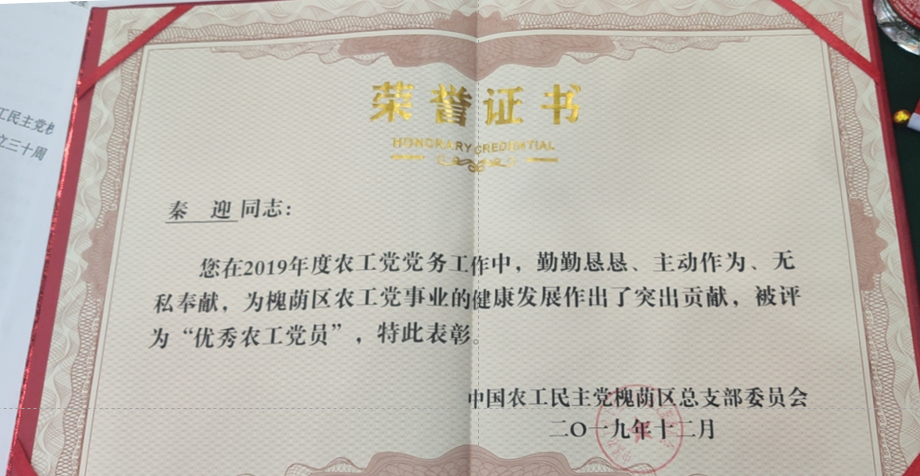 工民主党槐
立三十周
荣誉证书
HONORARY CREDENTIAL
秦 迎 同志：
您在2019年度农工党党务工作中，勤勤恳恳、主动作为、无
私奉献，为槐荫区农工党事业的健康发展作出了突出贡献，被评
为“优秀农工党员”，特此表彰。
中国农工民主党槐荫区总支部委员会
二〇一九年十二月